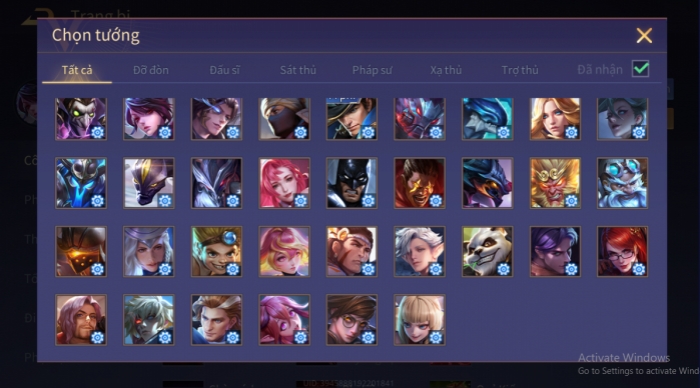 Trang bị
Chọn tướng
Tất cả
Đỡ đòn
Đấu sĩ
Sát thủ
Pháp sư
Xạ thủ
Trợ thủ
Đã nhận
Activate Windows
Go to Settings to activate Wind